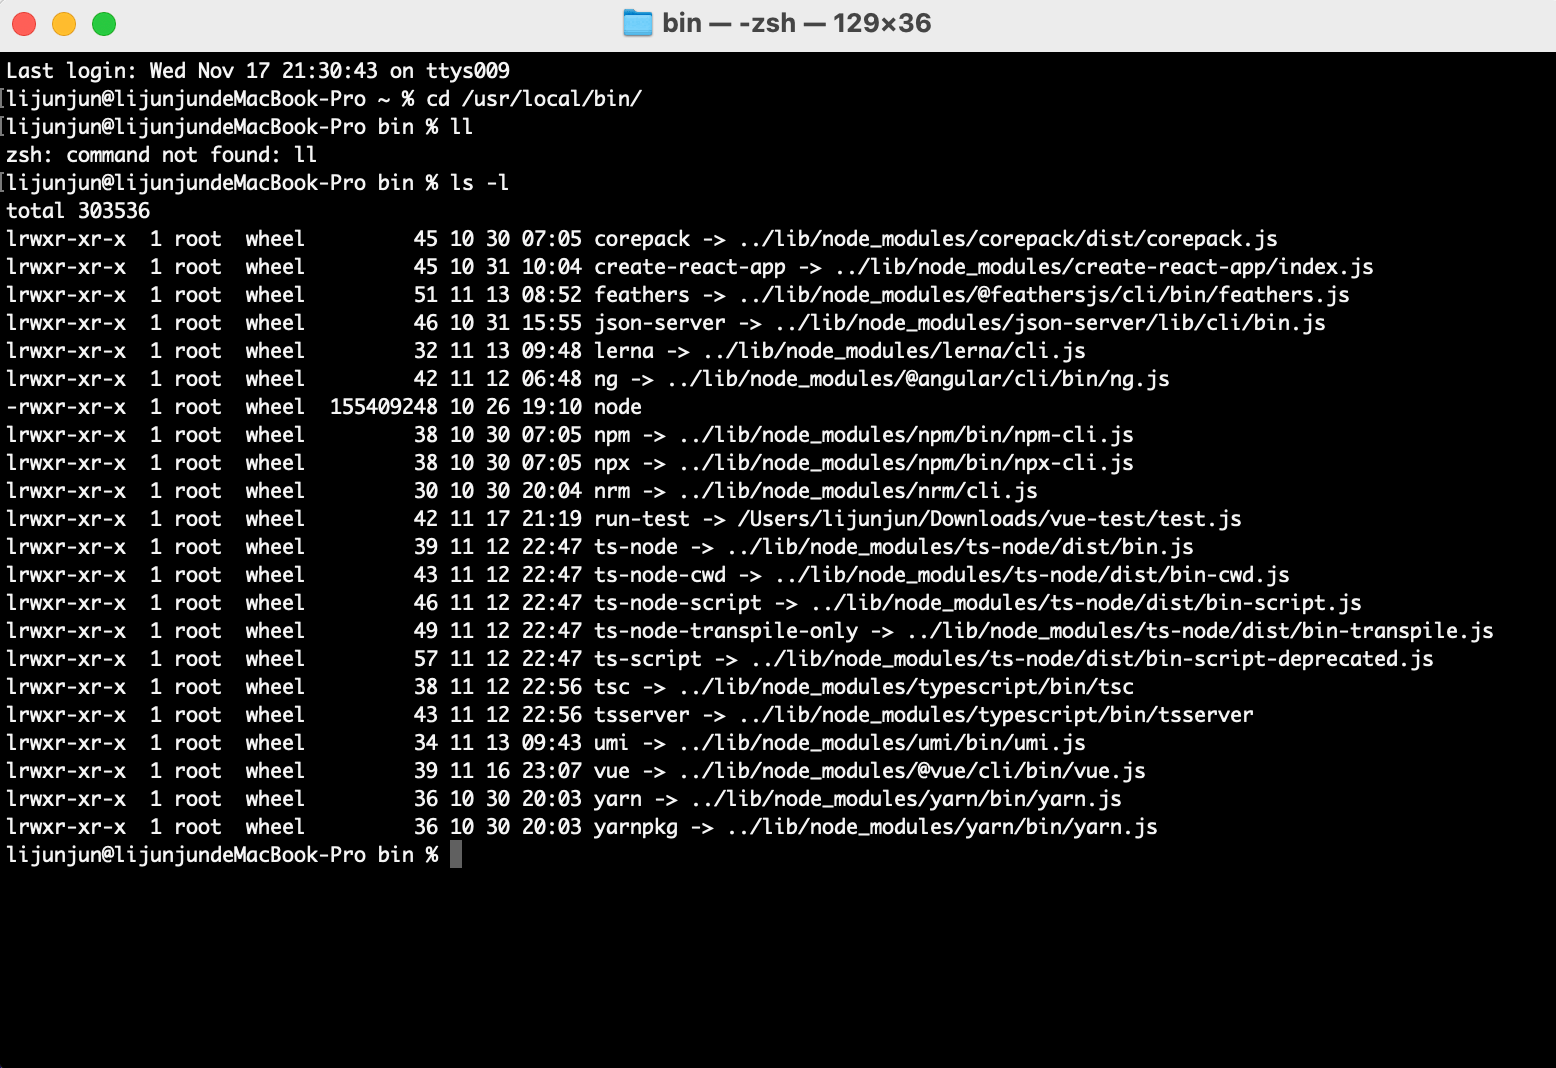 bin — -zsh — 129×36
Last login: Wed Nov 17 21:30:43 on ttys009
[lijunjun@lijunjundeMacBook-Pro ~ % cd /usr/local/bin/
[lijunjun@lijunjundeMacBook-Pro bin % ll
zsh: command not found: ll
[lijunjun@lijunjundeMacBook-Pro bin % ls -l
total 303536
lrwxr-xr-x  1 root  wheel         45 10 30 07:05 corepack -> ../lib/node_modules/corepack/dist/corepack.js
lrwxr-xr-x  1 root  wheel         45 10 31 10:04 create-react-app -> ../lib/node_modules/create-react-app/index.js
lrwxr-xr-x  1 root  wheel         51 11 13 08:52 feathers -> ../lib/node_modules/@feathersjs/cli/bin/feathers.js
lrwxr-xr-x  1 root  wheel         46 10 31 15:55 json-server -> ../lib/node_modules/json-server/lib/cli/bin.js
lrwxr-xr-x  1 root  wheel         32 11 13 09:48 lerna -> ../lib/node_modules/lerna/cli.js
lrwxr-xr-x  1 root  wheel         42 11 12 06:48 ng -> ../lib/node_modules/@angular/cli/bin/ng.js
-rwxr-xr-x  1 root  wheel  155409248 10 26 19:10 node
lrwxr-xr-x  1 root  wheel         38 10 30 07:05 npm -> ../lib/node_modules/npm/bin/npm-cli.js
lrwxr-xr-x  1 root  wheel         38 10 30 07:05 npx -> ../lib/node_modules/npm/bin/npx-cli.js
lrwxr-xr-x  1 root  wheel         30 10 30 20:04 nrm -> ../lib/node_modules/nrm/cli.js
lrwxr-xr-x  1 root  wheel         42 11 17 21:19 run-test -> /Users/lijunjun/Downloads/vue-test/test.js
lrwxr-xr-x  1 root  wheel         39 11 12 22:47 ts-node -> ../lib/node_modules/ts-node/dist/bin.js
lrwxr-xr-x  1 root  wheel         43 11 12 22:47 ts-node-cwd -> ../lib/node_modules/ts-node/dist/bin-cwd.js
lrwxr-xr-x  1 root  wheel         46 11 12 22:47 ts-node-script -> ../lib/node_modules/ts-node/dist/bin-script.js
lrwxr-xr-x  1 root  wheel         49 11 12 22:47 ts-node-transpile-only -> ../lib/node_modules/ts-node/dist/bin-transpile.js
lrwxr-xr-x  1 root  wheel         57 11 12 22:47 ts-script -> ../lib/node_modules/ts-node/dist/bin-script-deprecated.js
lrwxr-xr-x  1 root  wheel         38 11 12 22:56 tsc -> ../lib/node_modules/typescript/bin/tsc
lrwxr-xr-x  1 root  wheel         43 11 12 22:56 tsserver -> ../lib/node_modules/typescript/bin/tsserver
lrwxr-xr-x  1 root  wheel         34 11 13 09:43 umi -> ../lib/node_modules/umi/bin/umi.js
lrwxr-xr-x  1 root  wheel         39 11 16 23:07 vue -> ../lib/node_modules/@vue/cli/bin/vue.js
lrwxr-xr-x  1 root  wheel         36 10 30 20:03 yarn -> ../lib/node_modules/yarn/bin/yarn.js
lrwxr-xr-x  1 root  wheel         36 10 30 20:03 yarnpkg -> ../lib/node_modules/yarn/bin/yarn.js
lijunjun@lijunjundeMacBook-Pro bin %